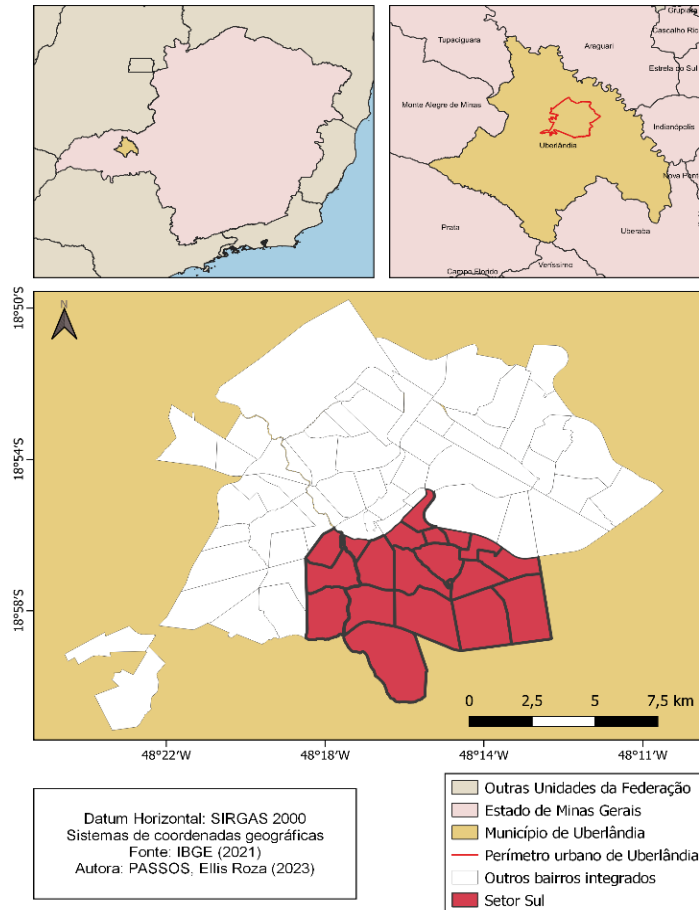 Tupaciguara
Araguari
Cascalho Ric
Estrela do Sul
Monte Alegre de Minas
Indianópolis
Uberlândia
Nova Pont
Prata
Uberaba
Veríssimo
Campo Florido
N
18°50'S
18°54'S
18°58'S
0 2,5 5 7,5 km
48°22'W 48°18'W 48°14'W 48°11'W
Datum Horizontal: SIRGAS 2000
Sistemas de coordenadas geográficas
Fonte: IBGE (2021)
Autora: PASSOS, Ellis Roza (2023)
Outras Unidades da Federação
Estado de Minas Gerais
Município de Uberlândia
Perímetro urbano de Uberlândia
Outros bairros integrados
Setor Sul